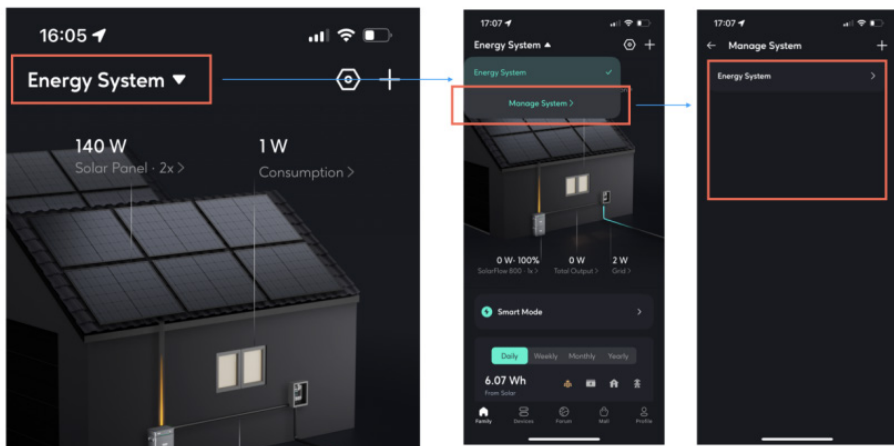 16:05
Energy System
140 W
1 W
Solar Panel · 2x >
Consumption >
17:07
Energy System
Energy System
Manage System >
0 W· 100%
0 W
2 W
SolarFlow 800 · 1x >
Total Output >
Grid >
Smart Mode
Daily
Weekly
Monthly
Yearly
6.07 Wh
From Solar
Family
Devices
Forum
Mall
Profile
17:07
Manage System
Energy System